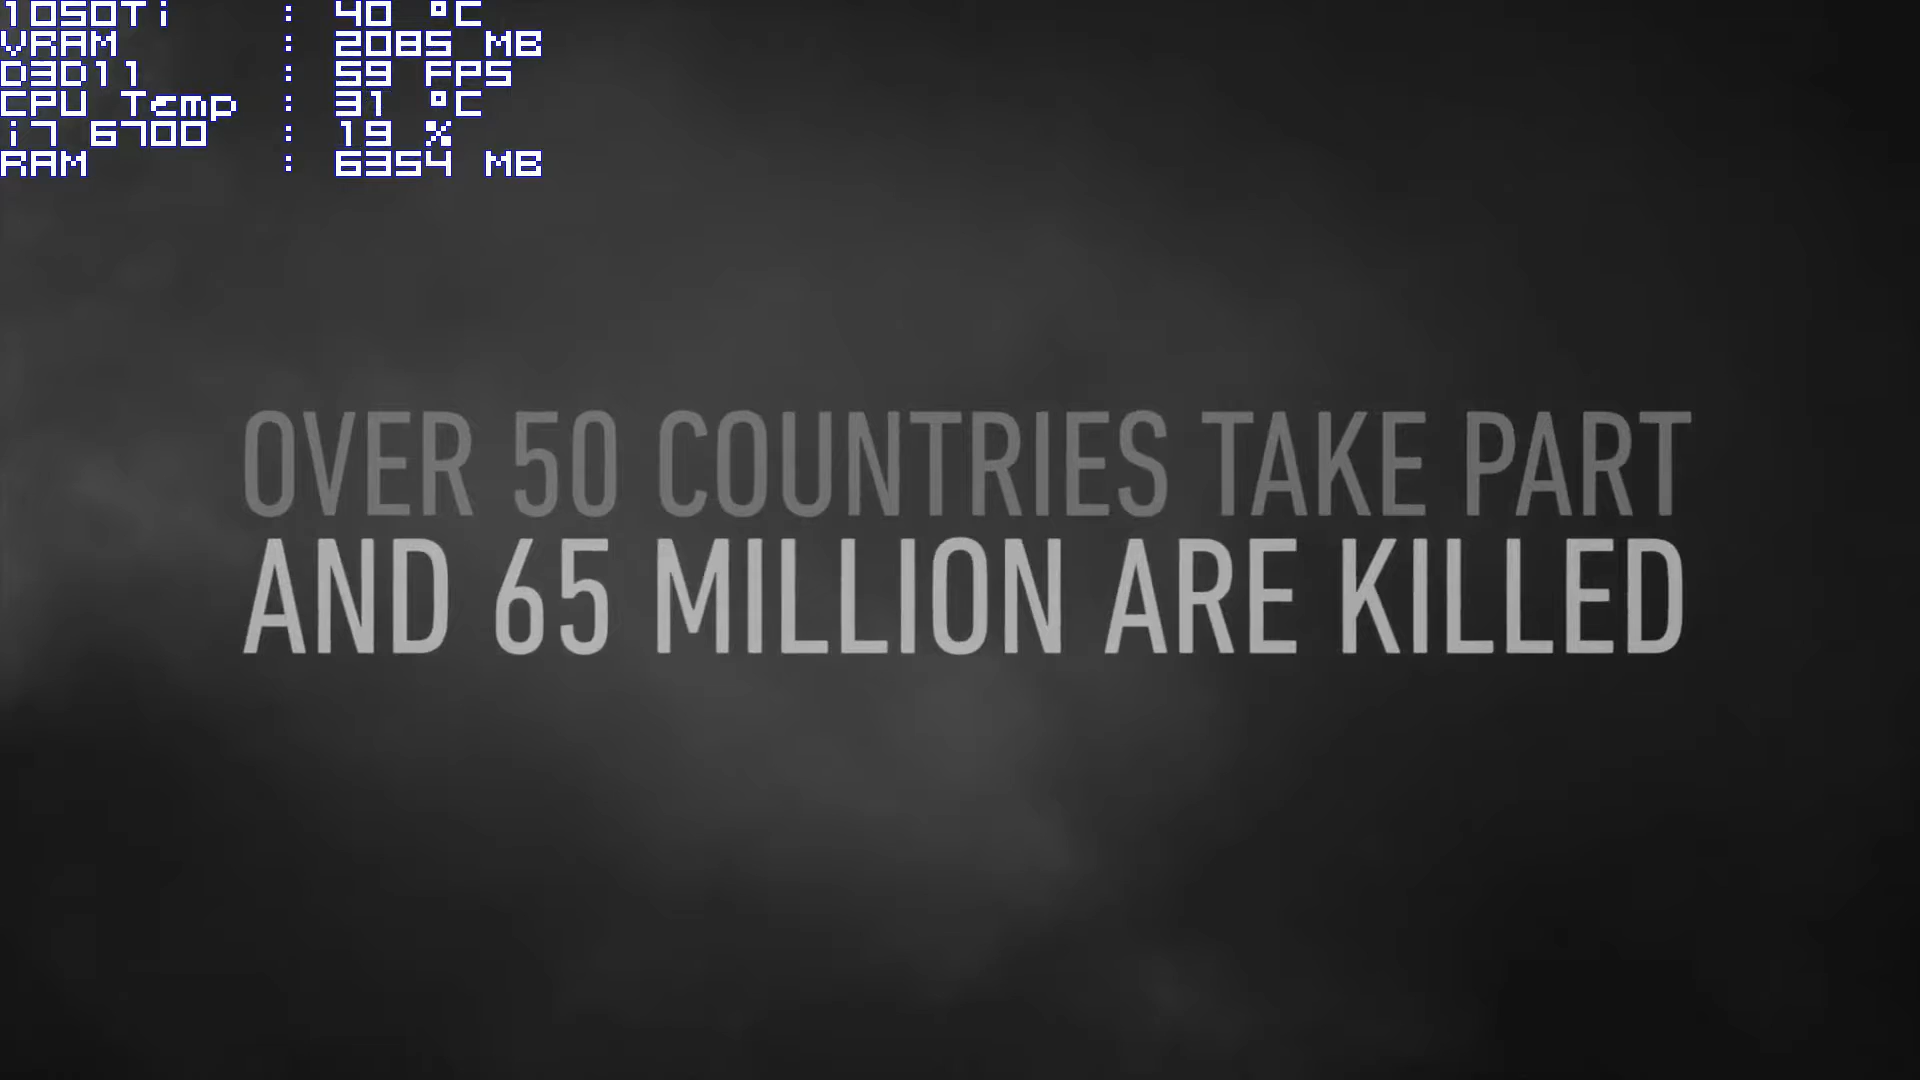 1050Ti : 40 °C
VRAM : 2085 MB
D3D11 : 59 FPS
CPU Temp : 31 °C
i7 6700 : 19 %
RAM : 6354 MB
OVER 50 COUNTRIES TAKE PART
AND 65 MILLION ARE KILLED